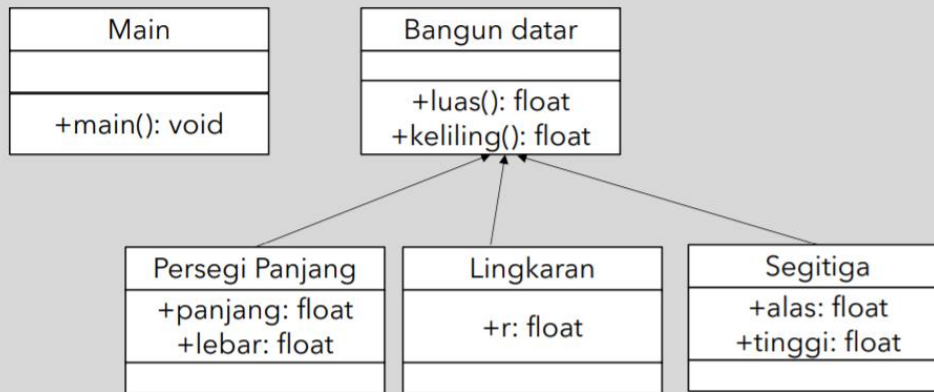 Main
+main(): void
Bangun datar
+luas(): float
+keliling(): float
Persegi Panjang
+panjang: float
+lebar: float
Lingkaran
+r: float
Segitiga
+alas: float
+tinggi: float